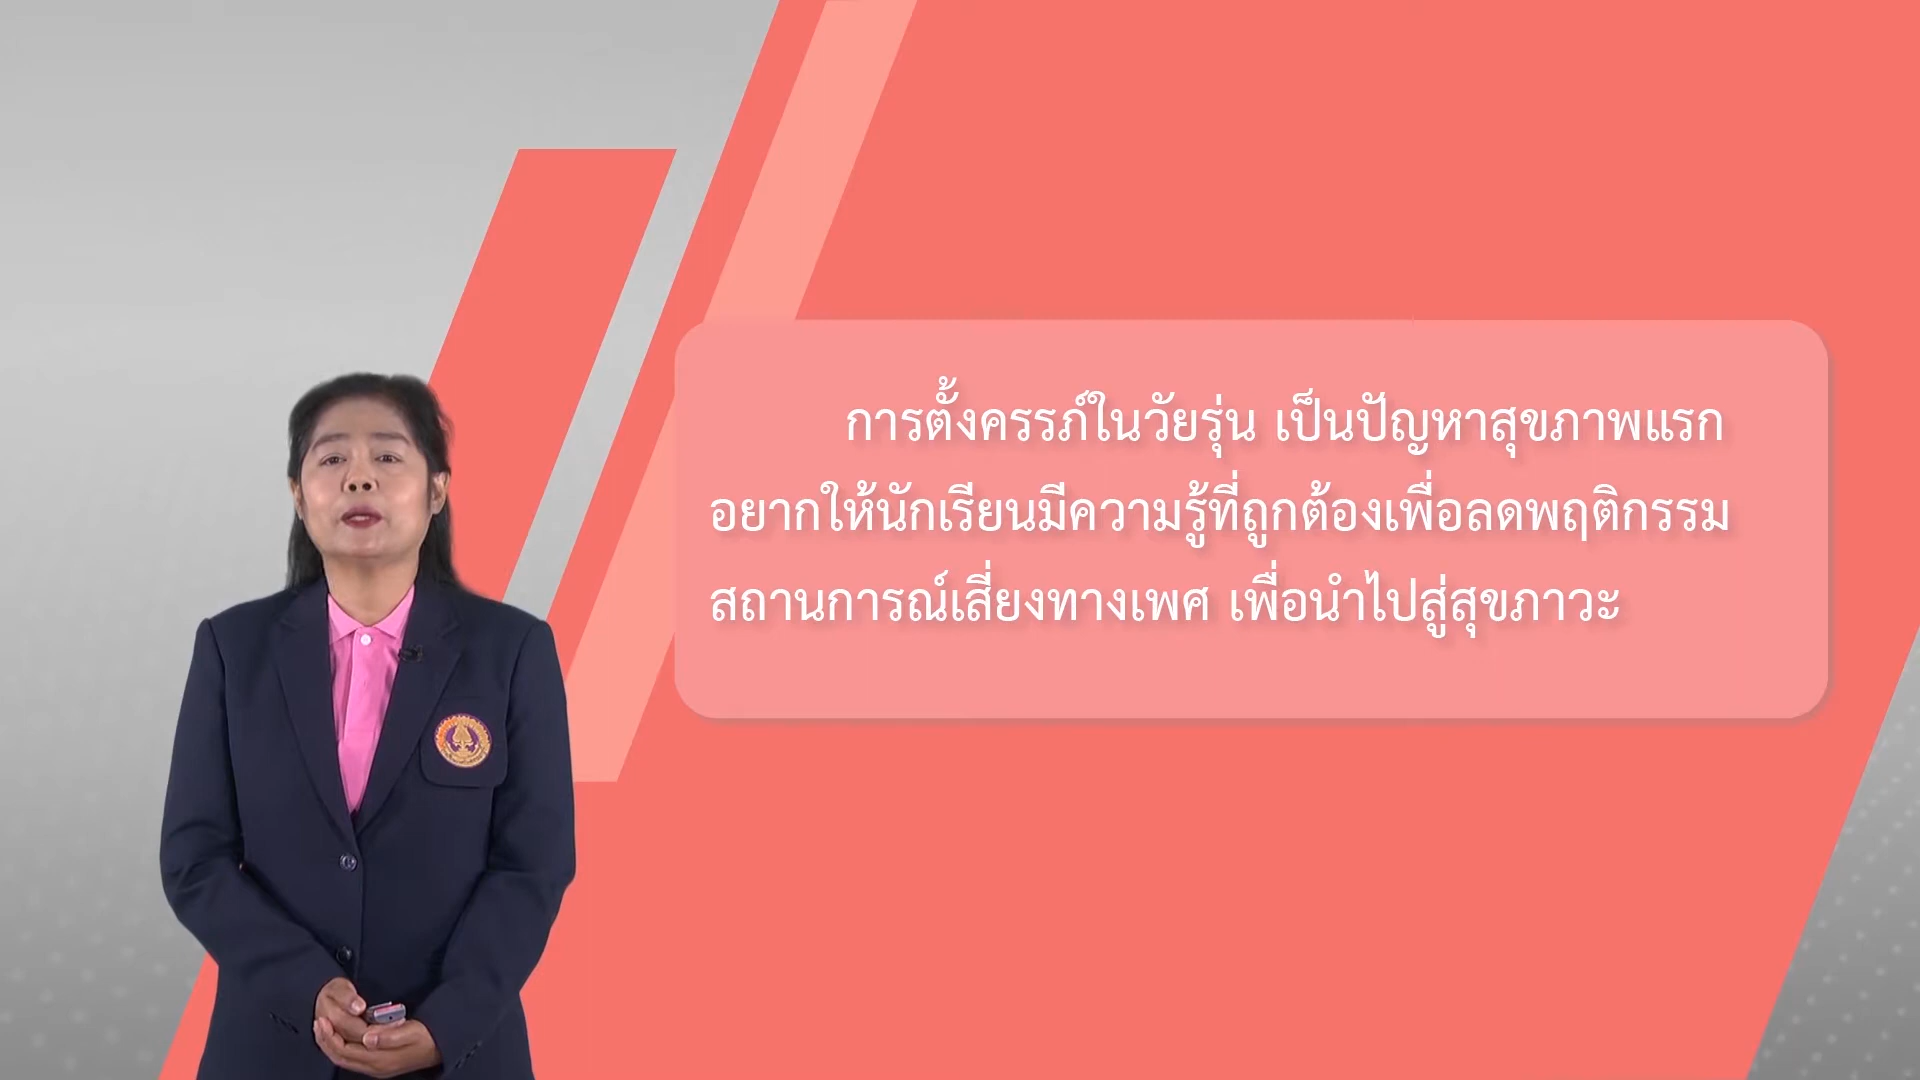 การตั้งครรภ์ในวัยรุ่น เป็นปัญหาสุขภาพแรก
อยากให้นักเรียนมีความรู้ที่ถูกต้องเพื่อลดพฤติกรรม
สถานการณ์เสี่ยงทางเพศ เพื่อนำไปสู่สุขภาวะ